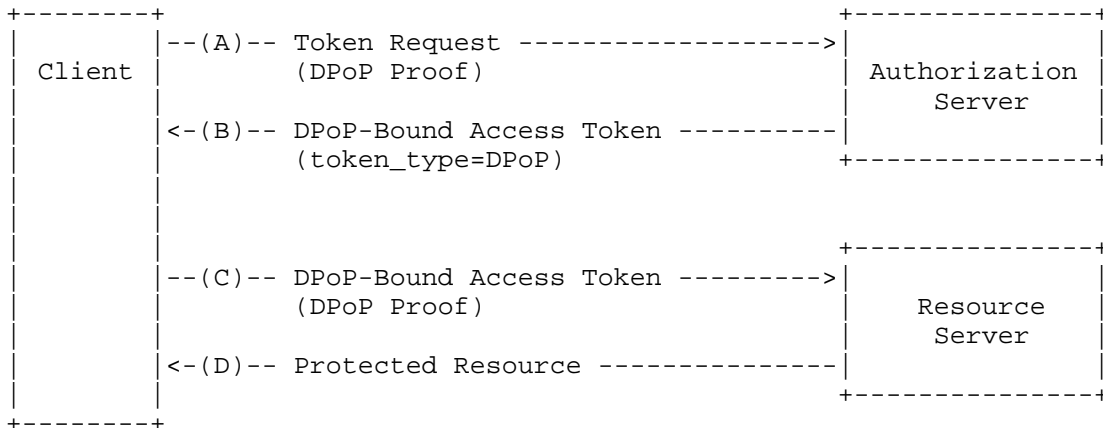 --(A)-- Token Request ------------------->
Client (DPoP Proof) Authorization
Server
<-(B)-- DPoP-Bound Access Token ----------
(token_type=DPoP)
--(C)-- DPoP-Bound Access Token --------->
(DPoP Proof) Resource
Server
<-(D)-- Protected Resource ---------------